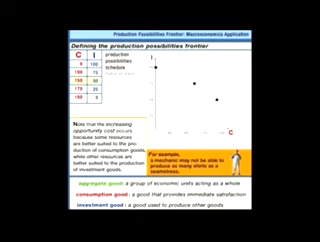 Production Possibilities Frontier: Macroeconomics Application
Defining the production possibilities frontier
C I
0 100
100 75
150 50
175 25
190 0
production
possibilities
schedule
I
C
Note that the increasing
opportunity cost occurs
because some resources
are better suited to the pro-
duction of consumption goods,
while other resources are
better suited to the production
of investment goods.
For example,
a mechanic may not be able to
produce as many shirts as a
seamstress.
aggregate good: a group of economic units acting as a whole
consumption good: a good that provides immediate satisfaction
investment good: a good used to produce other goods